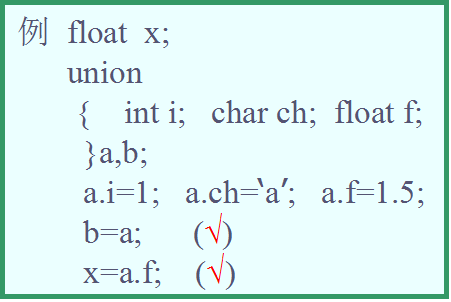 例 float x;
union
{ int i; char ch; float f;
}a,b;
a.i=1; a.ch=‵a′; a.f=1.5;
b=a; (√)
x=a.f; (√)